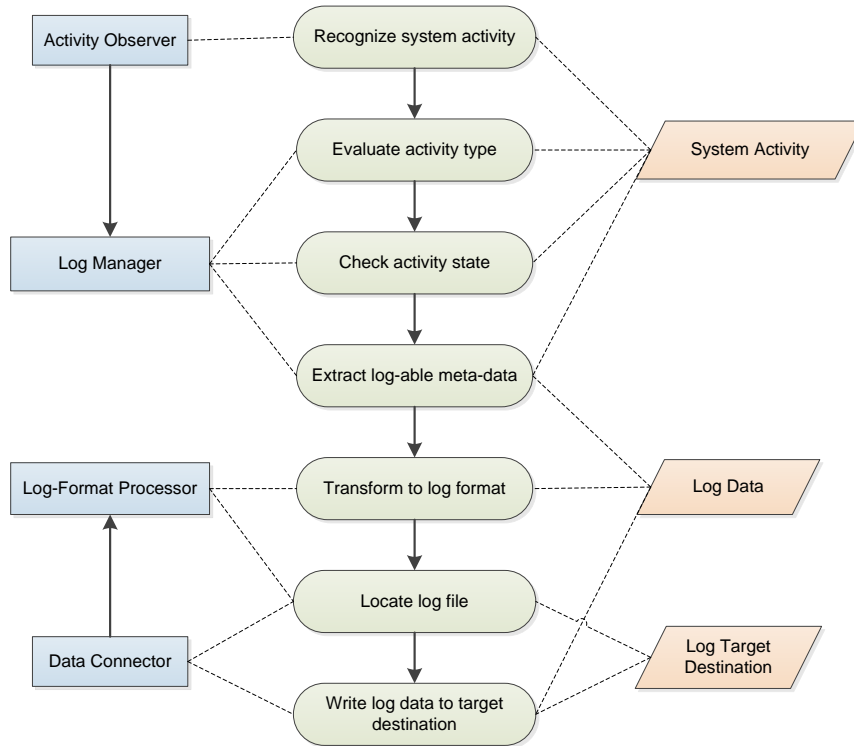 Activity Observer
Recognize system activity
Evaluate activity type
System Activity
Log Manager
Check activity state
Extract log-able meta-data
Log-Format Processor
Transform to log format
Log Data
Locate log file
Data Connector
Log Target
Destination
Write log data to target
destination